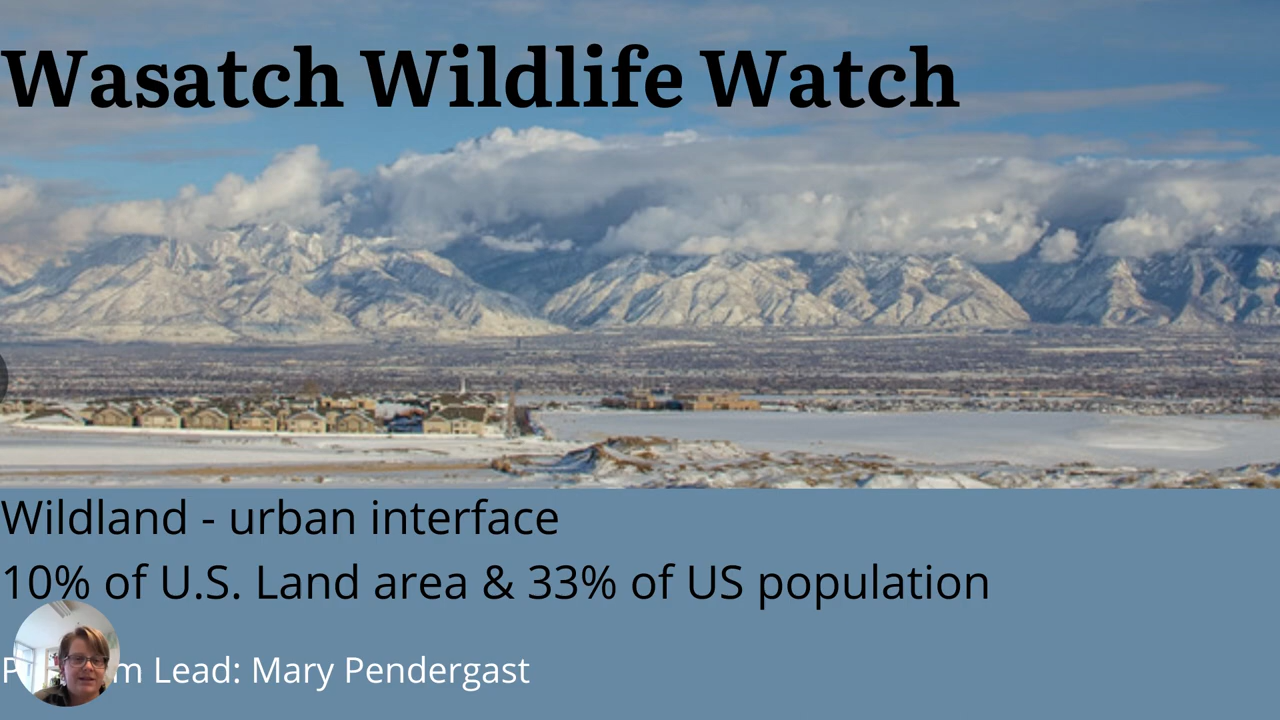 Wasatch Wildlife Watch
Wildland - urban interface
10% of U.S. Land area & 33% of US population
Lead: Mary Pendergast